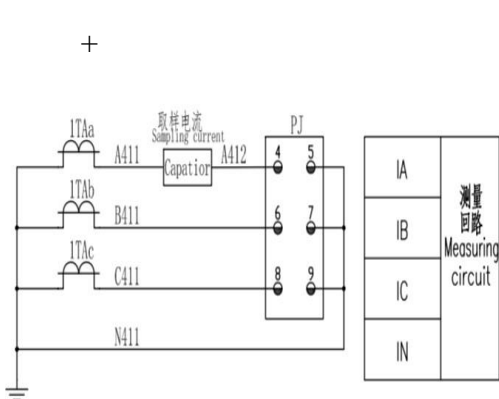 取样电流
Sampling current
PJ
1TAa
A411
Capatior
A412
4
5
IA
1TAb
B411
6
7
IB
测量
回路
Measuring
circuit
1TAc
C411
8
9
IC
N411
IN